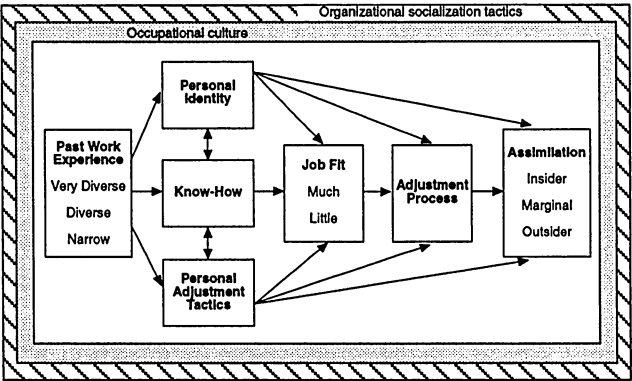 Organizational socialization tactics
Occupational culture
Personal
Identity
Past Work
Experience
Very Diverse
Diverse
Narrow
Know-How
Personal
Adjustment
Tactics
Job Fit
Much
Little
Adjustment
Process
Assimilation
Insider
Marginal
Outsider